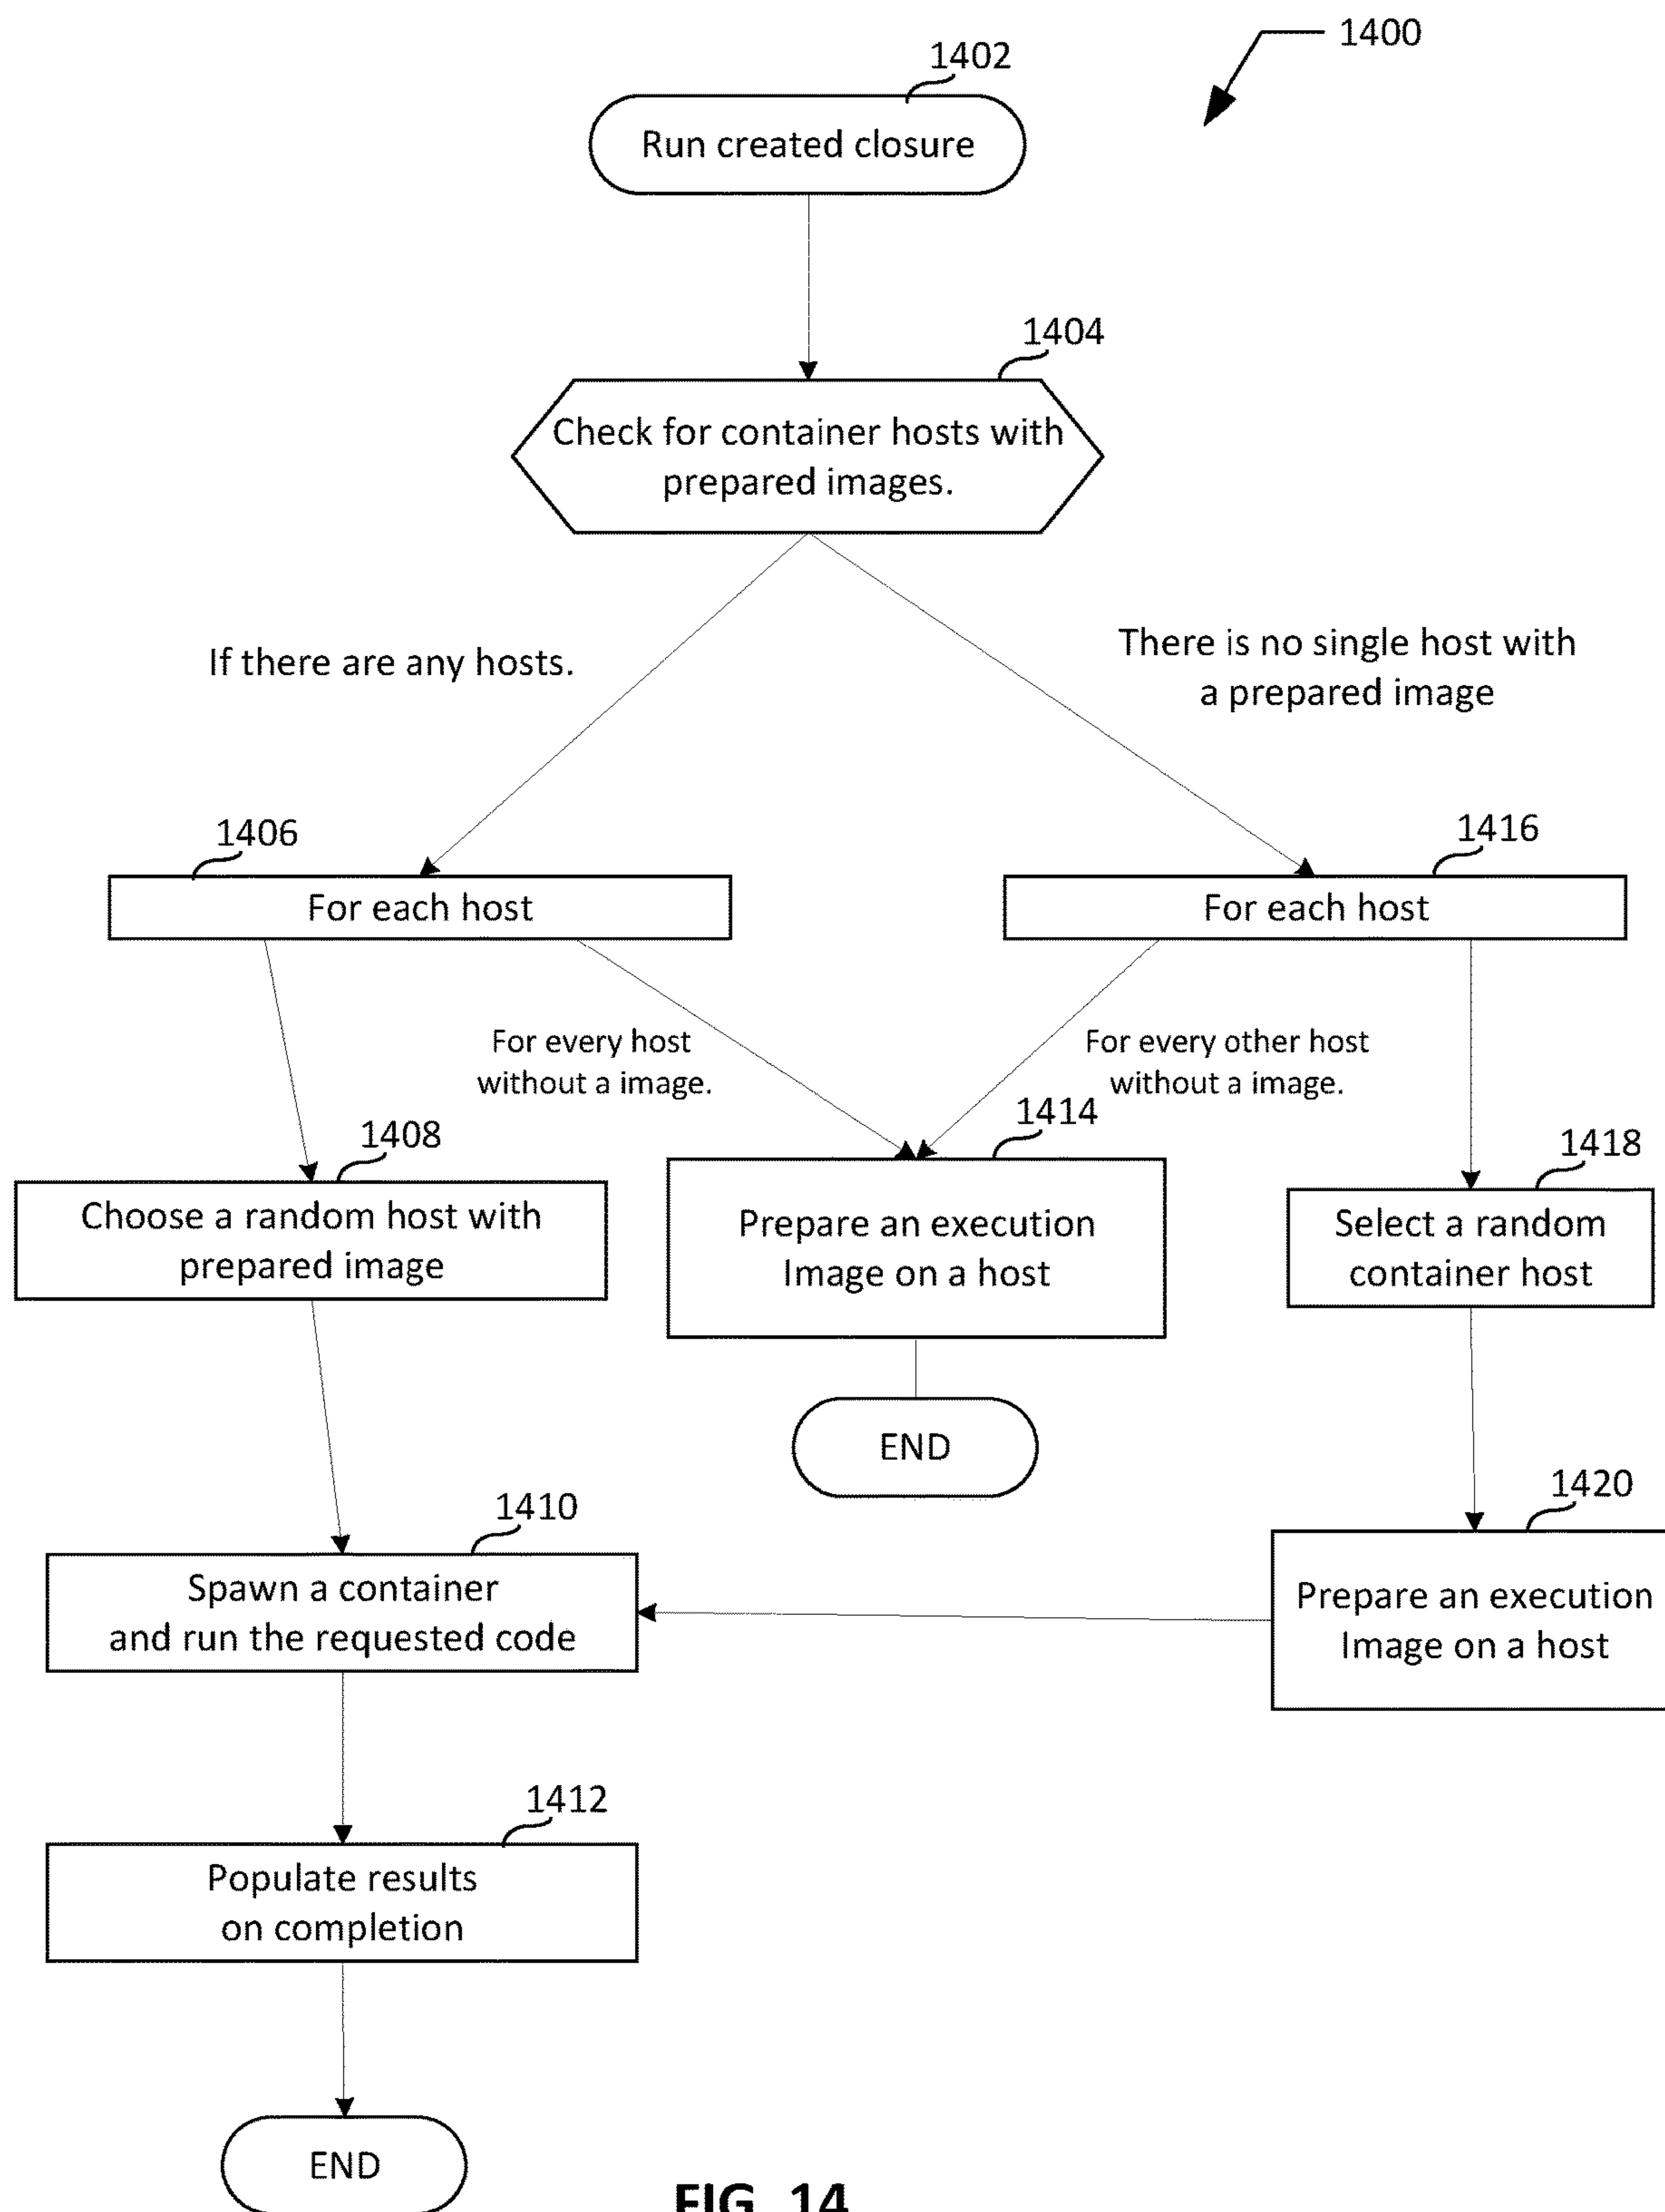 1400
1402
Run created closure
1404
Check for container hosts with
prepared images.
If there are any hosts.
There is no single host with
a prepared image
1406
For each host
1416
For each host
For every host
without a image.
For every other host
without a image.
1408
Choose a random host with
prepared image
1414
Prepare an execution
Image on a host
1418
Select a random
container host
END
1410
Spawn a container
and run the requested code
1420
Prepare an execution
Image on a host
1412
Populate results
on completion
END
FIG. 14